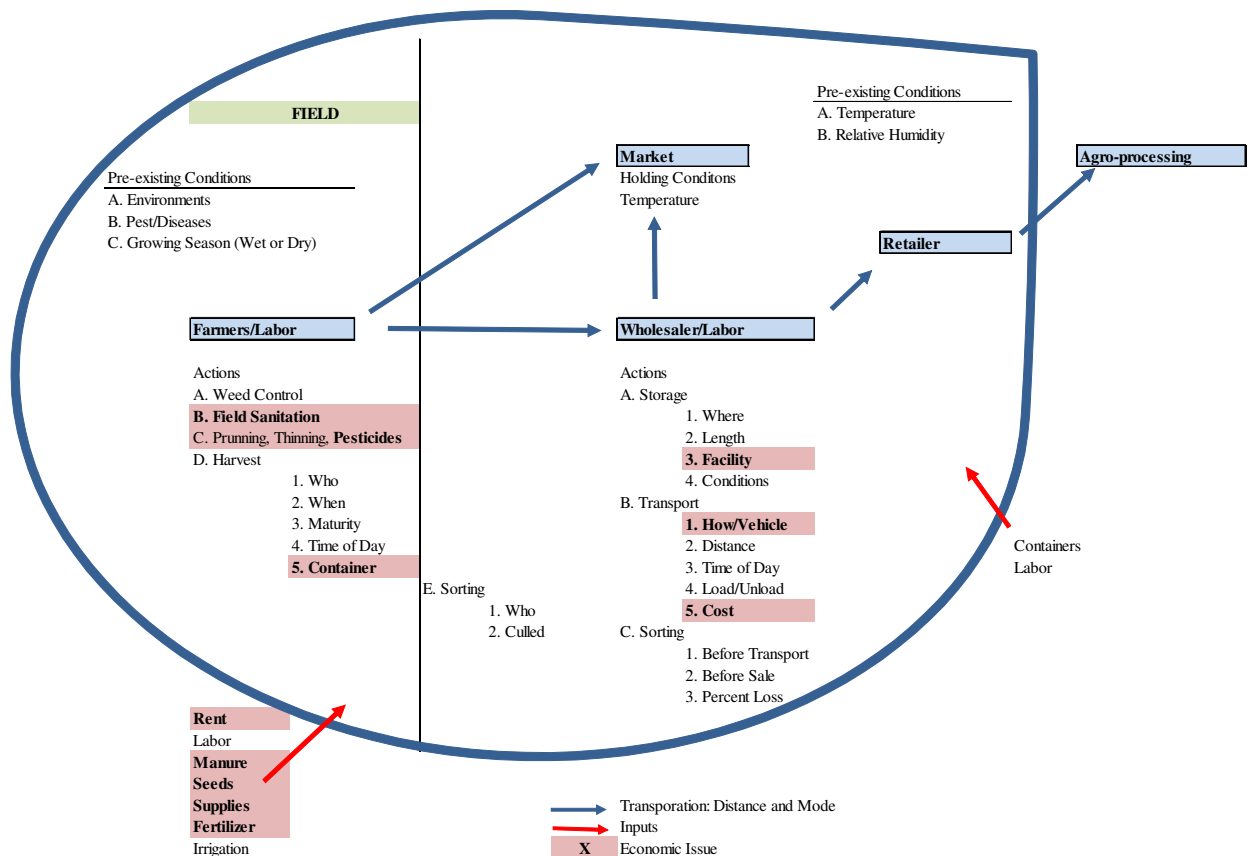 FIELD
Pre-existing Conditions
A. Environments
B. Pest/Diseases
C. Growing Season (Wet or Dry)
Farmers/Labor
Actions
A. Weed Control
B. Field Sanitation
C. Prunning, Thinning, Pesticides
D. Harvest
1. Who
2. When
3. Maturity
4. Time of Day
5. Container
E. Sorting
1. Who
2. Culled
Rent
Labor
Manure
Seeds
Supplies
Fertilizer
Irrigation
Market
Holding Conditons
Temperature
Wholesaler/Labor
Actions
A. Storage
1. Where
2. Length
3. Facility
4. Conditions
B. Transport
1. How/Vehicle
2. Distance
3. Time of Day
4. Load/Unload
5. Cost
C. Sorting
1. Before Transport
2. Before Sale
3. Percent Loss
Pre-existing Conditions
A. Temperature
B. Relative Humidity
Retailer
Agro-processing
Containers
Labor
Transporation: Distance and Mode
Inputs
X Economic Issue